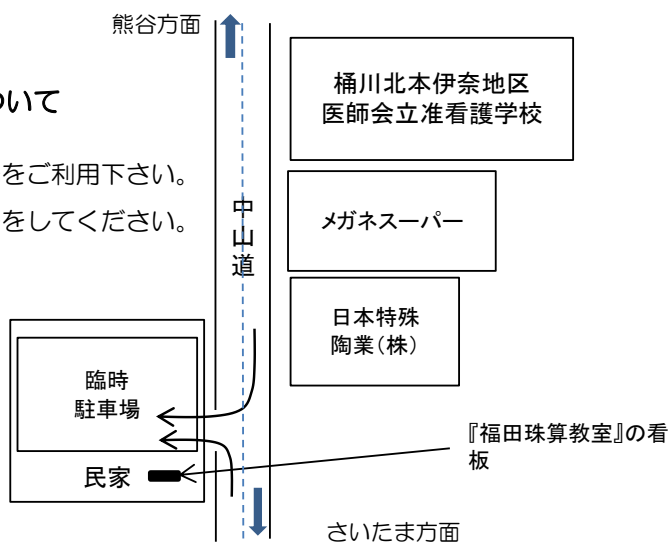 熊谷方面
ついて
をご利用下さい。
をしてください。
桶川北本伊奈地区
医師会立准看護学校
中山道
メガネスーパー
日本特殊
陶業(株)
臨時
駐車場
民家
『福田珠算教室』の看
板
さいたま方面